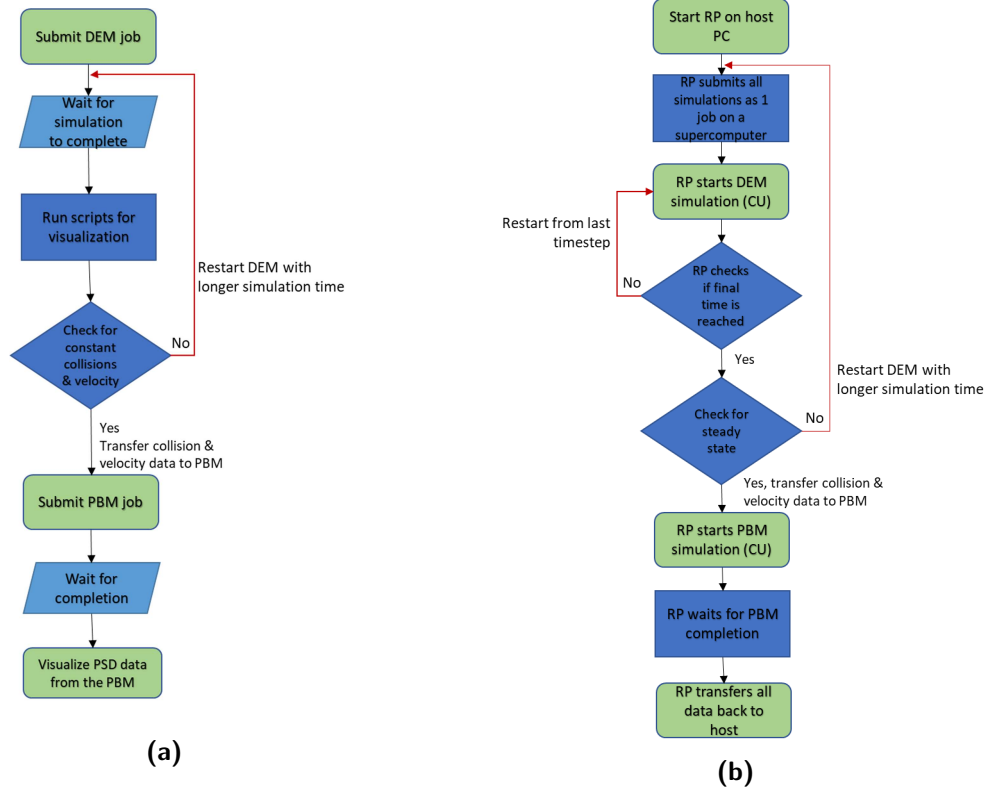 Submit DEM job
Wait for
simulation
to complete
Run scripts for
visualization
Restart DEM with
longer simulation time
Check for
constant
collisions
& velocity
No
Yes
Transfer collision &
velocity data to PBM
Submit PBM job
Wait for
completion
Visualize PSD data
from the PBM
(a)
Start RP on host
PC
RP submits all
simulations as 1
job on a
supercomputer
RP starts DEM
simulation (CU)
Restart from last
timestep
No
RP checks
if final
time is
reached
Yes
Restart DEM with
longer simulation time
Check for
steady
state
No
Yes, transfer collision &
velocity data to PBM
RP starts PBM
simulation (CU)
RP waits for PBM
completion
RP transfers all
data back to
host
(b)